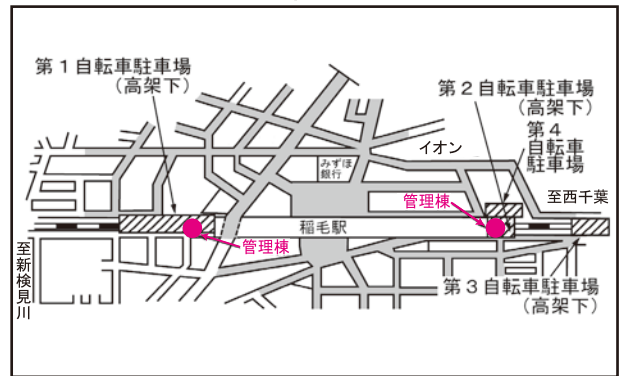 第1自転車駐車場
(高架下)
第2自転車駐車場
(高架下)
第4
自転車
駐車場
イオン
みずほ
銀行
至西千葉
管理棟
稲毛駅
管理棟
至新検見川
第3自転車駐車場
(高架下)